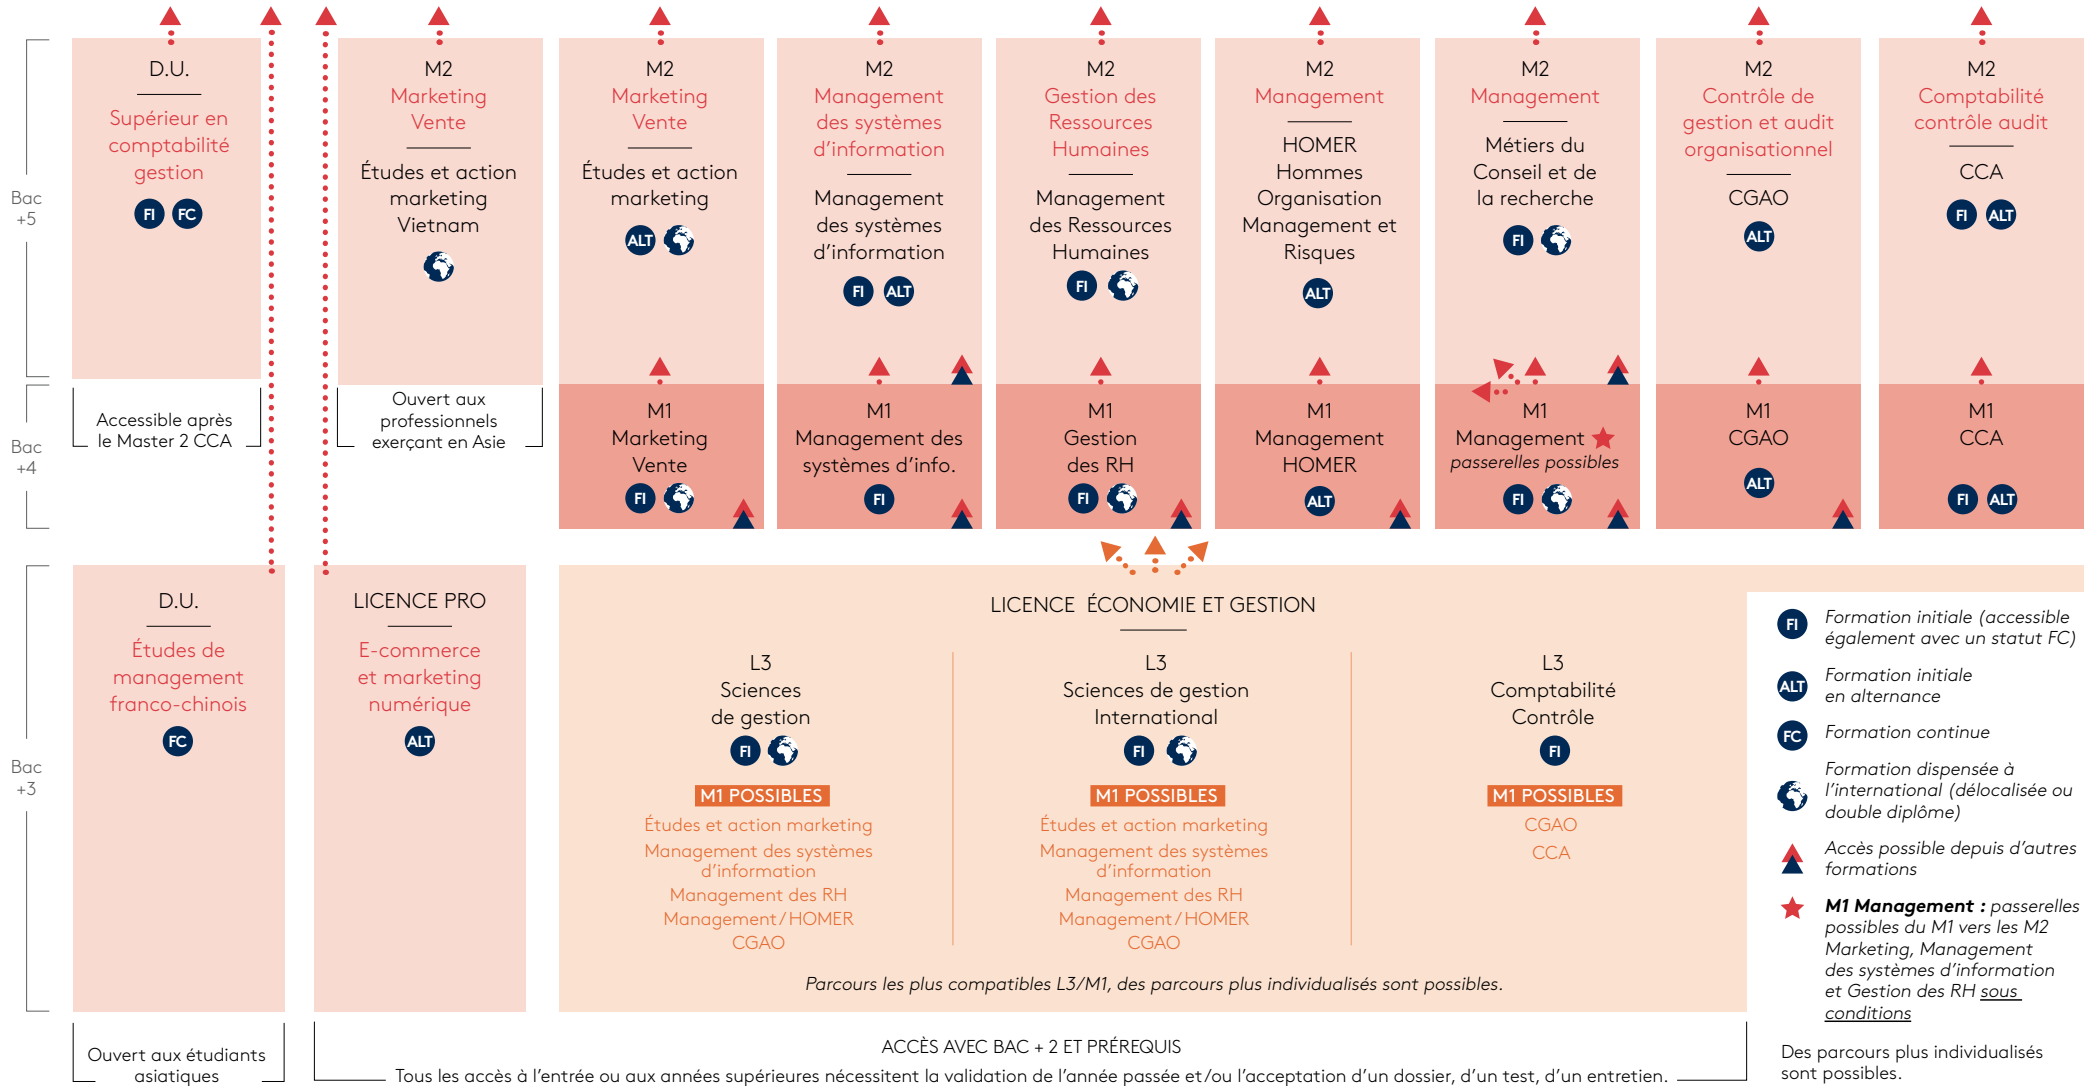 Bac
+5
D.U.
Supérieur en
comptabilité
gestion
FI FC
M2
Marketing
Vente
Études et action
marketing
Vietnam
M2
Marketing
Vente
Études et action
marketing
ALT
M2
Management
des systèmes
d'information
Management
des systèmes
d'information
FI ALT
M2
Gestion des
Ressources
Humaines
Management
des Ressources
Humaines
FI
M2
Management
HOMER
Hommes
Organisation
Management et
Risques
ALT
M2
Management
Métiers du
Conseil et de
la recherche
FI
M2
Contrôle de
gestion et audit
organisationnel
CGAO
ALT
M2
Comptabilité
contrôle audit
CCA
FI ALT
Bac
+4
Accessible après
le Master 2 CCA
Ouvert aux
professionnels
exerçant en Asie
M1
Marketing
Vente
FI
M1
Management des
systèmes d'info.
FI
M1
Gestion
des RH
FI
M1
Management
HOMER
ALT
M1
Management
passerelles possibles
FI
M1
CGAO
ALT
M1
CCA
FI ALT
Bac
+3
D.U.
Études de
management
franco-chinois
FC
Ouvert aux étudiants
asiatiques
LICENCE PRO
E-commerce
et marketing
numérique
ALT
LICENCE ÉCONOMIE ET GESTION
L3
Sciences
de gestion
FI
M1 POSSIBLES
Études et action marketing
Management des systèmes
d'information
Management des RH
Management / HOMER
CGAO
L3
Sciences de gestion
International
FI
M1 POSSIBLES
Études et action marketing
Management des systèmes
d'information
Management des RH
Management / HOMER
CGAO
L3
Comptabilité
Contrôle
FI
M1 POSSIBLES
CGAO
CCA
Parcours les plus compatibles L3/M1, des parcours plus individualisés sont possibles.
ACCÈS AVEC BAC + 2 ET PRÉREQUIS
Tous les accès à l'entrée ou aux années supérieures nécessitent la validation de l'année passée et/ou l'acceptation d'un dossier, d'un test, d'un entretien.
FI Formation initiale (accessible
également avec un statut FC)
ALT Formation initiale
en alternance
FC Formation continue
Formation dispensée à
l'international (délocalisée ou
double diplôme)
Accès possible depuis d'autres
formations
M1 Management : passerelles
possibles du M1 vers les M2
Marketing, Management
des systèmes d'information
et Gestion des RH sous
conditions
Des parcours plus individualisés
sont possibles.